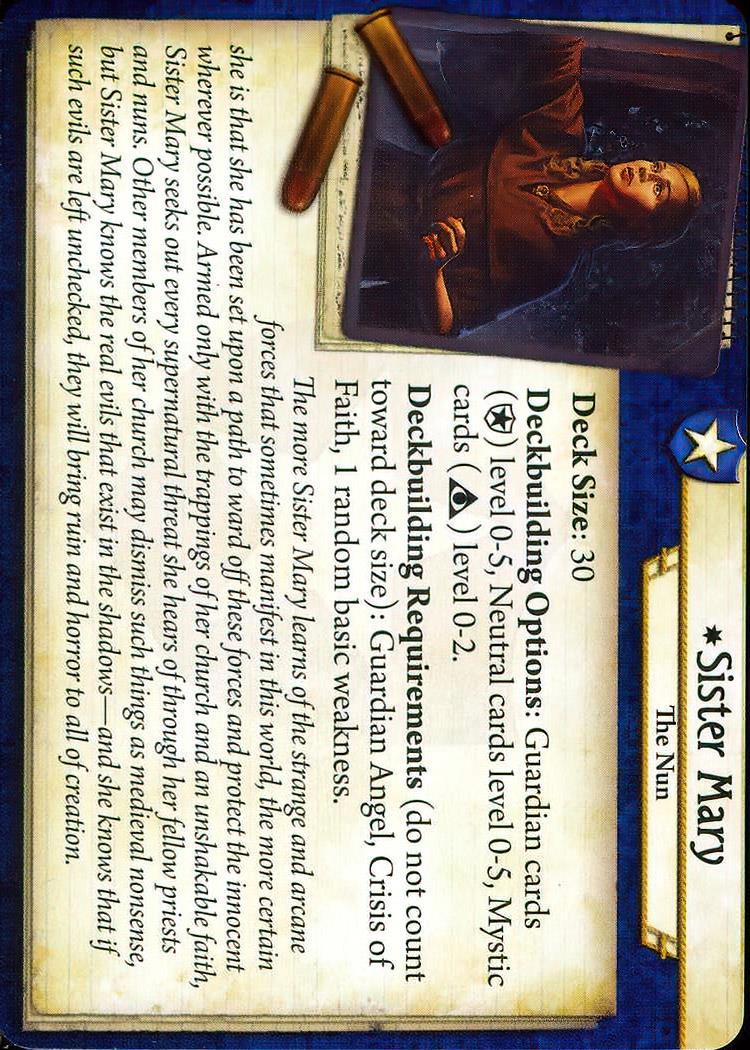 ✷Sister Mary
The Nun
Deck Size: 30
Deckbuilding Options: Guardian cards
() level 0-5, Neutral cards level 0-5, Mystic
cards () level 0-2.
Deckbuilding Requirements (do not count
toward deck size): Guardian Angel, Crisis of
Faith, 1 random basic weakness.
The more Sister Mary learns of the strange and arcane
forces that sometimes manifest in this world, the more certain
she is that she has been set upon a path to ward off these forces and protect the innocent
wherever possible. Armed only with the trappings of her church and an unshakable faith,
Sister Mary seeks out every supernatural threat she hears of through her fellow priests
and nuns. Other members of her church may dismiss such things as medieval nonsense,
but Sister Mary knows the real evils that exist in the shadows—and she knows that if
such evils are left unchecked, they will bring ruin and horror to all of creation.